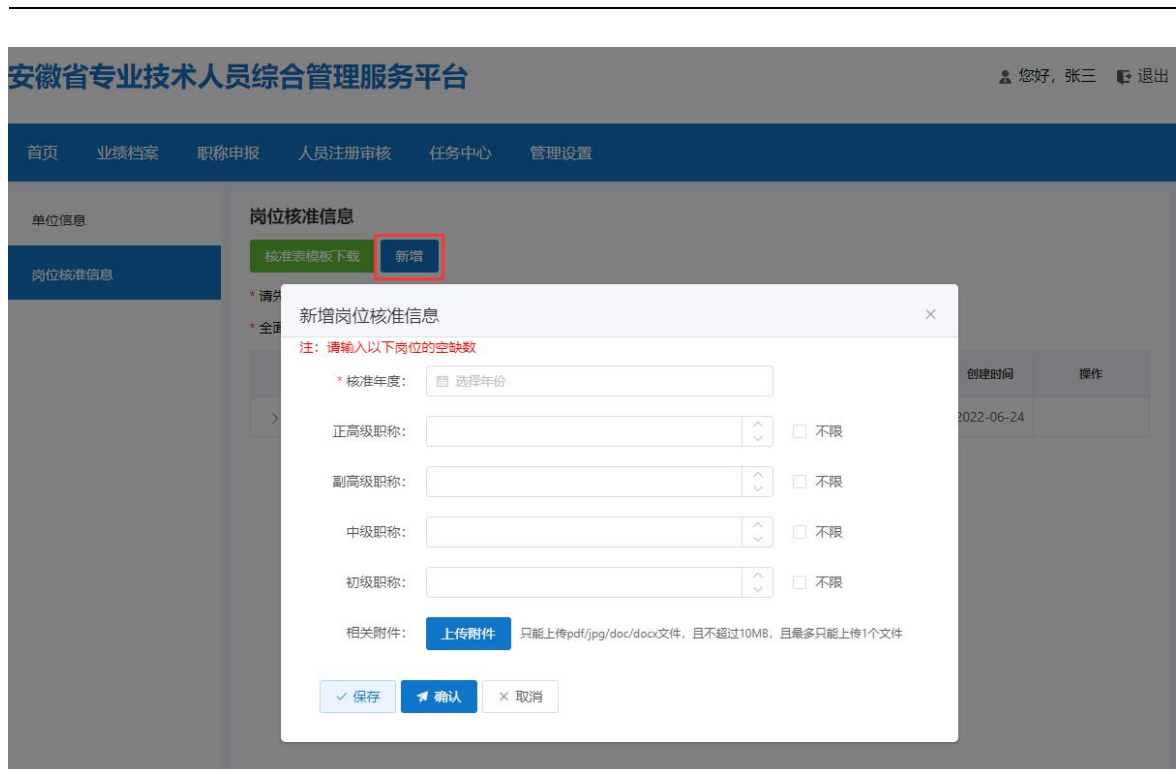 安徽省专业技术人员综合管理服务平台
您好, 张三 退出
首页 业绩档案 职称申报 人员注册审核 任务中心 管理设置
单位信息
岗位核准信息
岗位核准信息
核准表模板下载 新增
* 请先
* 全面
新增岗位核准信息
注：请输入以下岗位的空缺数
* 核准年度： 选择年份
正高级职称： 不限
副高级职称： 不限
中级职称： 不限
初级职称： 不限
相关附件： 上传附件 只能上传pdf/jpg/doc/docx文件，且不超过10MB，且最多只能上传1个文件
保存 确认 取消
创建时间 操作
2022-06-24